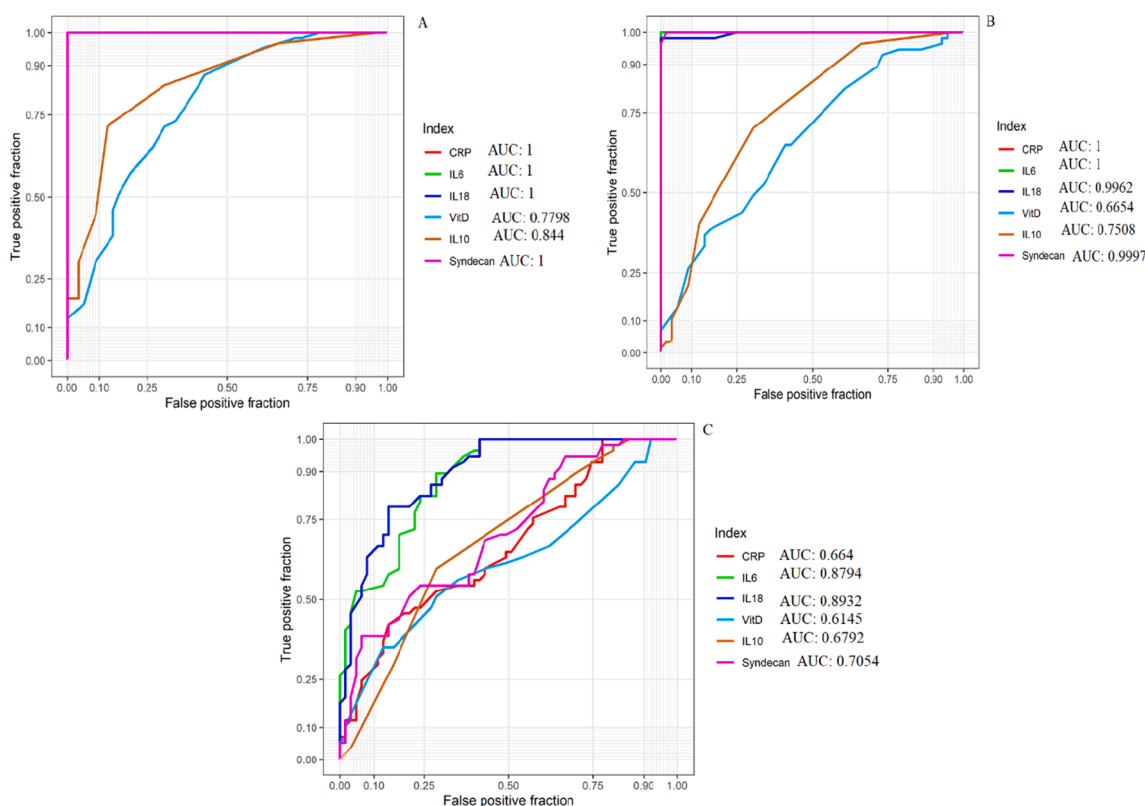 A
1.00
0.90
0.75
0.50
0.25
0.10
0.00
True positive fraction
0.00 0.10 0.25 0.50 0.75 0.90 1.00
False positive fraction
Index
CRP AUC: 1
IL6 AUC: 1
IL18 AUC: 1
VitD AUC: 0.7798
IL10 AUC: 0.844
Syndecan AUC: 1
B
1.00
0.90
0.75
0.50
0.25
0.10
0.00
True positive fraction
0.00 0.10 0.25 0.50 0.75 0.90 1.00
False positive fraction
Index
CRP AUC: 1
IL6 AUC: 1
IL18 AUC: 0.9962
VitD AUC: 0.6654
IL10 AUC: 0.7508
Syndecan AUC: 0.9997
C
1.00
0.90
0.75
0.50
0.25
0.10
0.00
True positive fraction
0.00 0.10 0.25 0.50 0.75 0.90 1.00
False positive fraction
Index
CRP AUC: 0.664
IL6 AUC: 0.8794
IL18 AUC: 0.8932
VitD AUC: 0.6145
IL10 AUC: 0.6792
Syndecan AUC: 0.7054